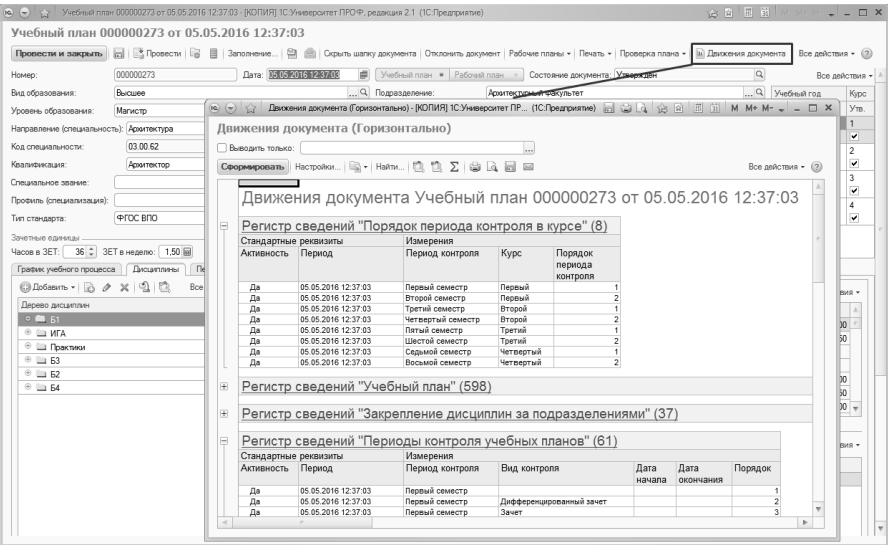 Учебный план 000000273 от 05.05.2016 12:37:03 - [КОПИЯ] 1С:Университет ПРОФ, редакция 2.1 (1С:Предприятие)
Учебный план 000000273 от 05.05.2016 12:37:03
Провести и закрыть Провести Заполнение... Скрыть шапку документа Отклонить документ Рабочие планы Печать Проверка плана Движения документа Все действия
Номер: 000000273 Дата: 05.05.2016 12:37:03 Учебный план Рабочий план Состояние документа: Утвержден Все действия
Вид образования: Высшее ... Подразделение: Архитектурный факультет ... Учебный год Курс
Уровень образования: Магистр Утв.
Направление (специальность): Архитектура 1
Код специальности: 03.00.62 2
Квалификация: Архитектор 3
Специальное звание: 4
Профиль (специализация):
Тип стандарта: ФГОС ВПО
Зачетные единицы
Часов в ЗЕТ: 36 ЗЕТ в неделю: 1,50
График учебного процесса Дисциплины Пе
Добавить Все
Дерево дисциплин
Б1
ИГА
Практики
Б3
Б2
Б4
Движения документа (Горизонтально) - [КОПИЯ] 1С:Университет ПР... (1С:Предприятие) M M+ M-
Движения документа (Горизонтально)
Выводить только: ...
Сформировать Настройки... Найти... Все действия
Движения документа Учебный план 000000273 от 05.05.2016 12:37:03
Регистр сведений "Порядок периода контроля в курсе" (8)
Стандартные реквизиты Измерения
Активность Период Период контроля Курс Порядок периода контроля
Да 05.05.2016 12:37:03 Первый семестр Первый 1
Да 05.05.2016 12:37:03 Второй семестр Первый 2
Да 05.05.2016 12:37:03 Третий семестр Второй 1
Да 05.05.2016 12:37:03 Четвертый семестр Второй 2
Да 05.05.2016 12:37:03 Пятый семестр Третий 1
Да 05.05.2016 12:37:03 Шестой семестр Третий 2
Да 05.05.2016 12:37:03 Седьмой семестр Четвертый 1
Да 05.05.2016 12:37:03 Восьмой семестр Четвертый 2
Регистр сведений "Учебный план" (598)
Регистр сведений "Закрепление дисциплин за подразделениями" (37)
Регистр сведений "Периоды контроля учебных планов" (61)
Стандартные реквизиты Измерения
Активность Период Период контроля Вид контроля Дата начала Дата окончания Порядок
Да 05.05.2016 12:37:03 Первый семестр 1
Да 05.05.2016 12:37:03 Первый семестр Дифференцированный зачет 2
Да 05.05.2016 12:37:03 Первый семестр Зачет 3